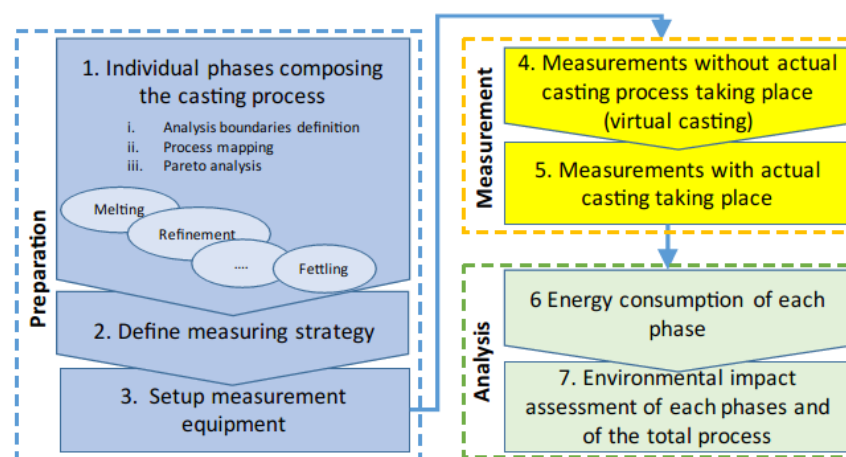 Preparation
1. Individual phases composing
the casting process
i. Analysis boundaries definition
ii. Process mapping
iii. Pareto analysis
Melting
Refinement
....
Fettling
2. Define measuring strategy
3. Setup measurement
equipment
Measurement
4. Measurements without actual
casting process taking place
(virtual casting)
5. Measurements with actual
casting taking place
Analysis
6 Energy consumption of each
phase
7. Environmental impact
assessment of each phases and
of the total process